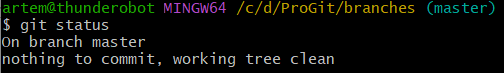 artem@thunderobot MINGW64 /c/d/ProGit/branches (master)
$ git status
On branch master
nothing to commit, working tree clean